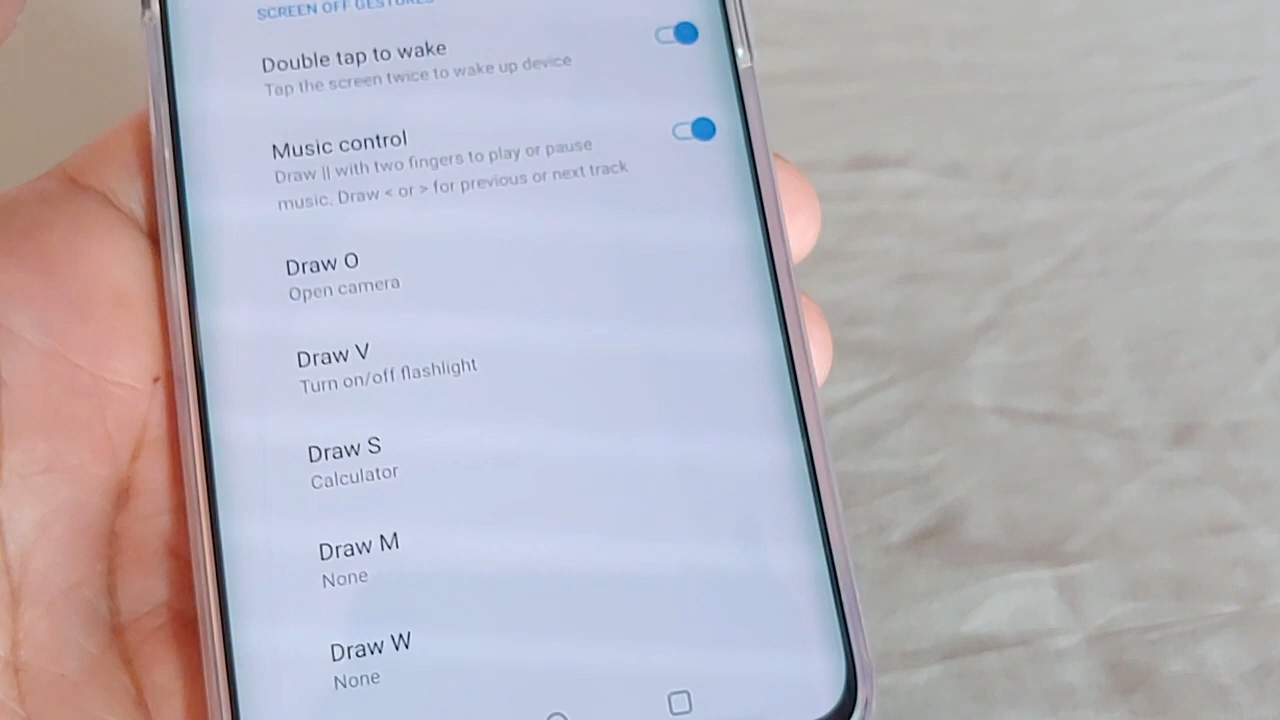 SCREEN OFF GESTURES
Double tap to wake
Tap the screen twice to wake up device
Music control
Draw || with two fingers to play or pause
music. Draw < or > for previous or next track
Draw O
Open camera
Draw V
Turn on/off flashlight
Draw S
Calculator
Draw M
None
Draw W
None